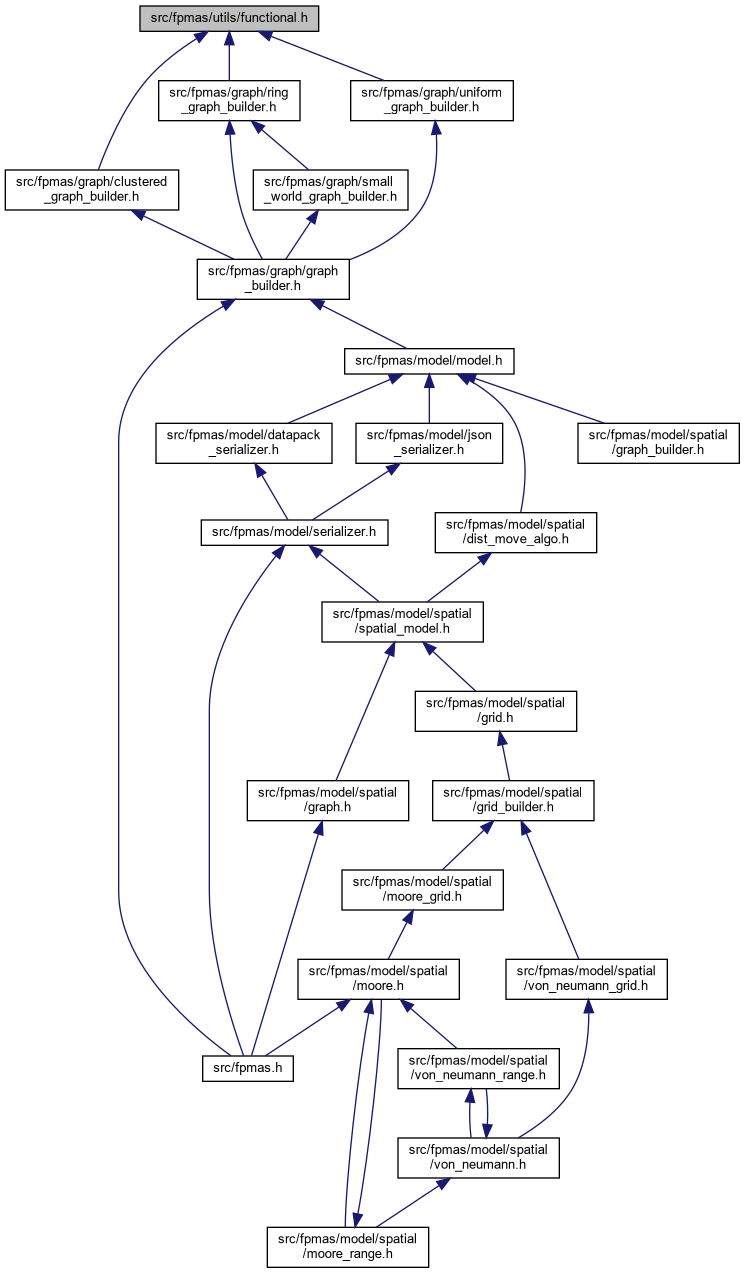 src/fpmas/utils/functional.h
src/fpmas/graph/ring
_graph_builder.h
src/fpmas/graph/uniform
_graph_builder.h
src/fpmas/graph/clustered
_graph_builder.h
src/fpmas/graph/small
_world_graph_builder.h
src/fpmas/graph/graph
_builder.h
src/fpmas/model/model.h
src/fpmas/model/datapack
_serializer.h
src/fpmas/model/json
_serializer.h
src/fpmas/model/spatial
/graph_builder.h
src/fpmas/model/serializer.h
src/fpmas/model/spatial
/dist_move_algo.h
src/fpmas/model/spatial
/spatial_model.h
src/fpmas/model/spatial
/grid.h
src/fpmas/model/spatial
/graph.h
src/fpmas/model/spatial
/grid_builder.h
src/fpmas/model/spatial
/moore_grid.h
src/fpmas/model/spatial
/moore.h
src/fpmas/model/spatial
/von_neumann_grid.h
src/fpmas.h
src/fpmas/model/spatial
/von_neumann_range.h
src/fpmas/model/spatial
/von_neumann.h
src/fpmas/model/spatial
/moore_range.h